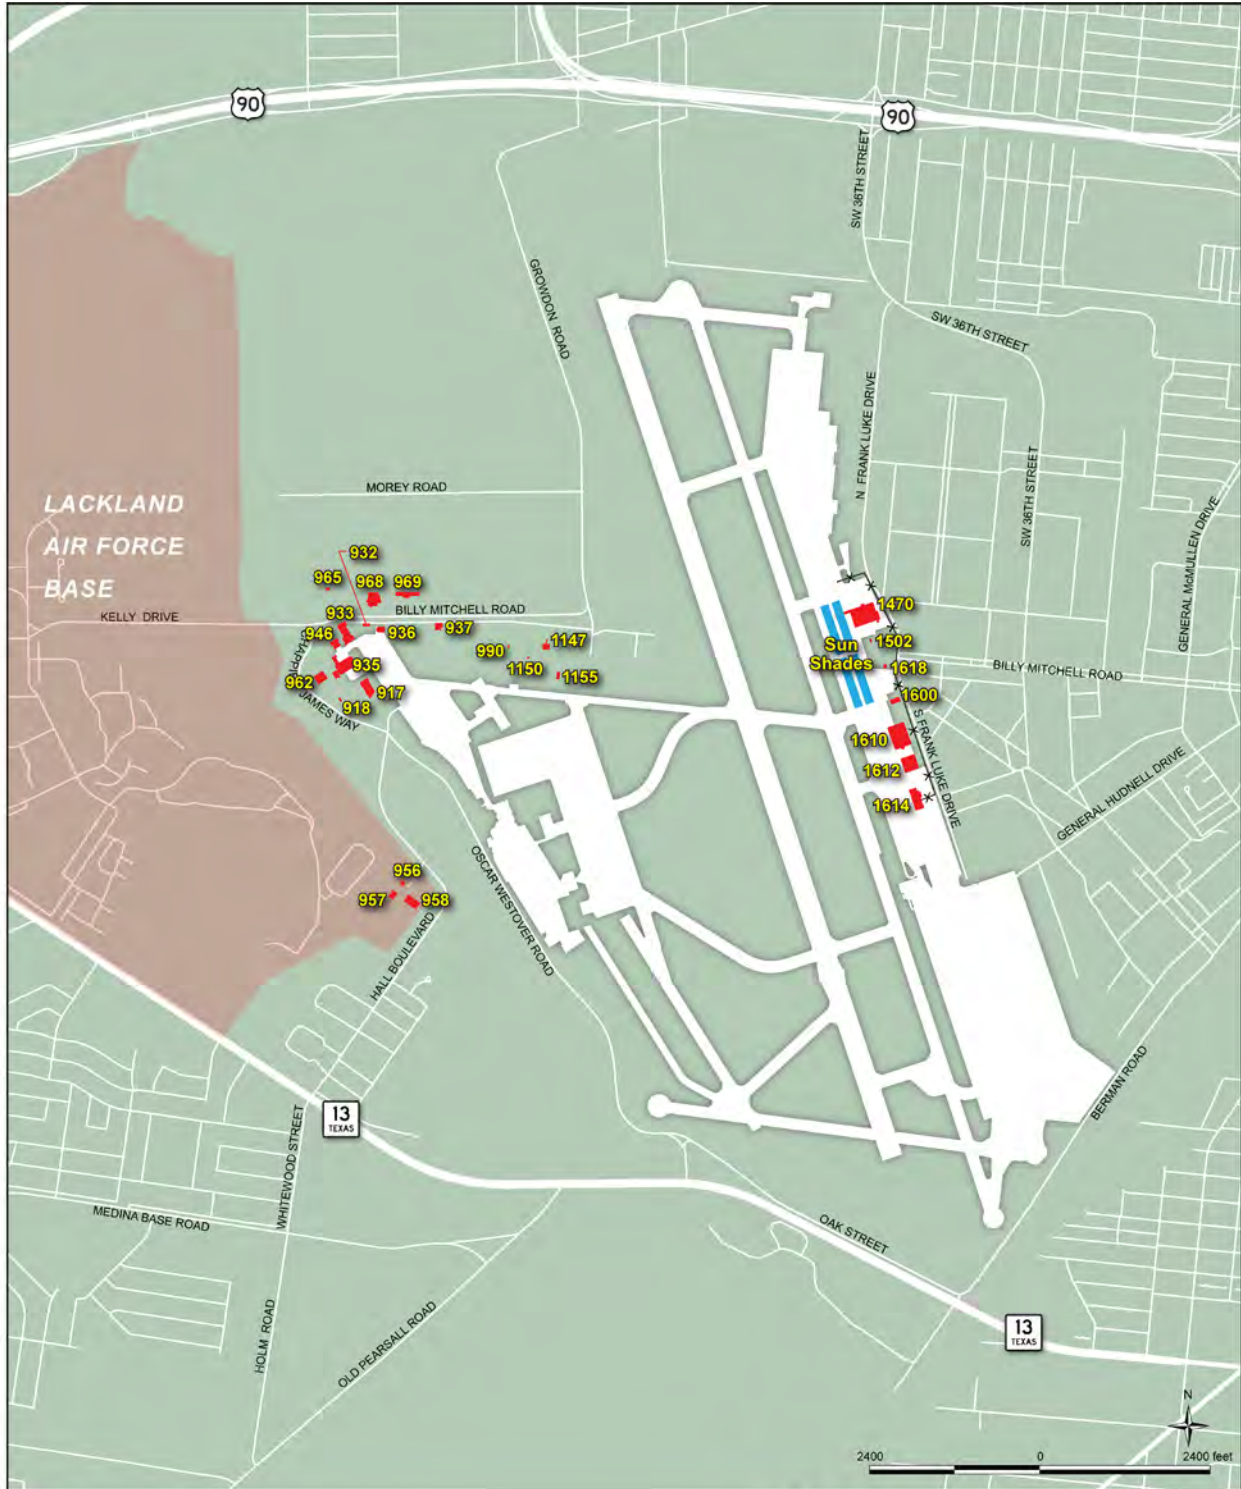 90
90
SW 36TH STREET
GROWDON ROAD
SW 36TH STREET
N FRANK LUKE DRIVE
SW 36TH STREET
GENERAL McMULLEN DRIVE
MOREY ROAD
LACKLAND
AIR FORCE
BASE
932
965
968
969
KELLY DRIVE
933
BILLY MITCHELL ROAD
946
936
937
990
1147
1150
1155
935
962
917
918
JAMES WAY
1470
1502
Sun
Shades
1618
BILLY MITCHELL ROAD
1600
S FRANK LUKE DRIVE
1610
1612
1614
GENERAL HUDNELL DRIVE
956
957
958
OSCAR WESTOVER ROAD
HALL BOULEVARD
BERMAN ROAD
13
TEXAS
WHITEWOOD STREET
MEDINA BASE ROAD
OAK STREET
HOLM ROAD
OLD PEARSALL ROAD
13
TEXAS
N
2400
0
2400 feet